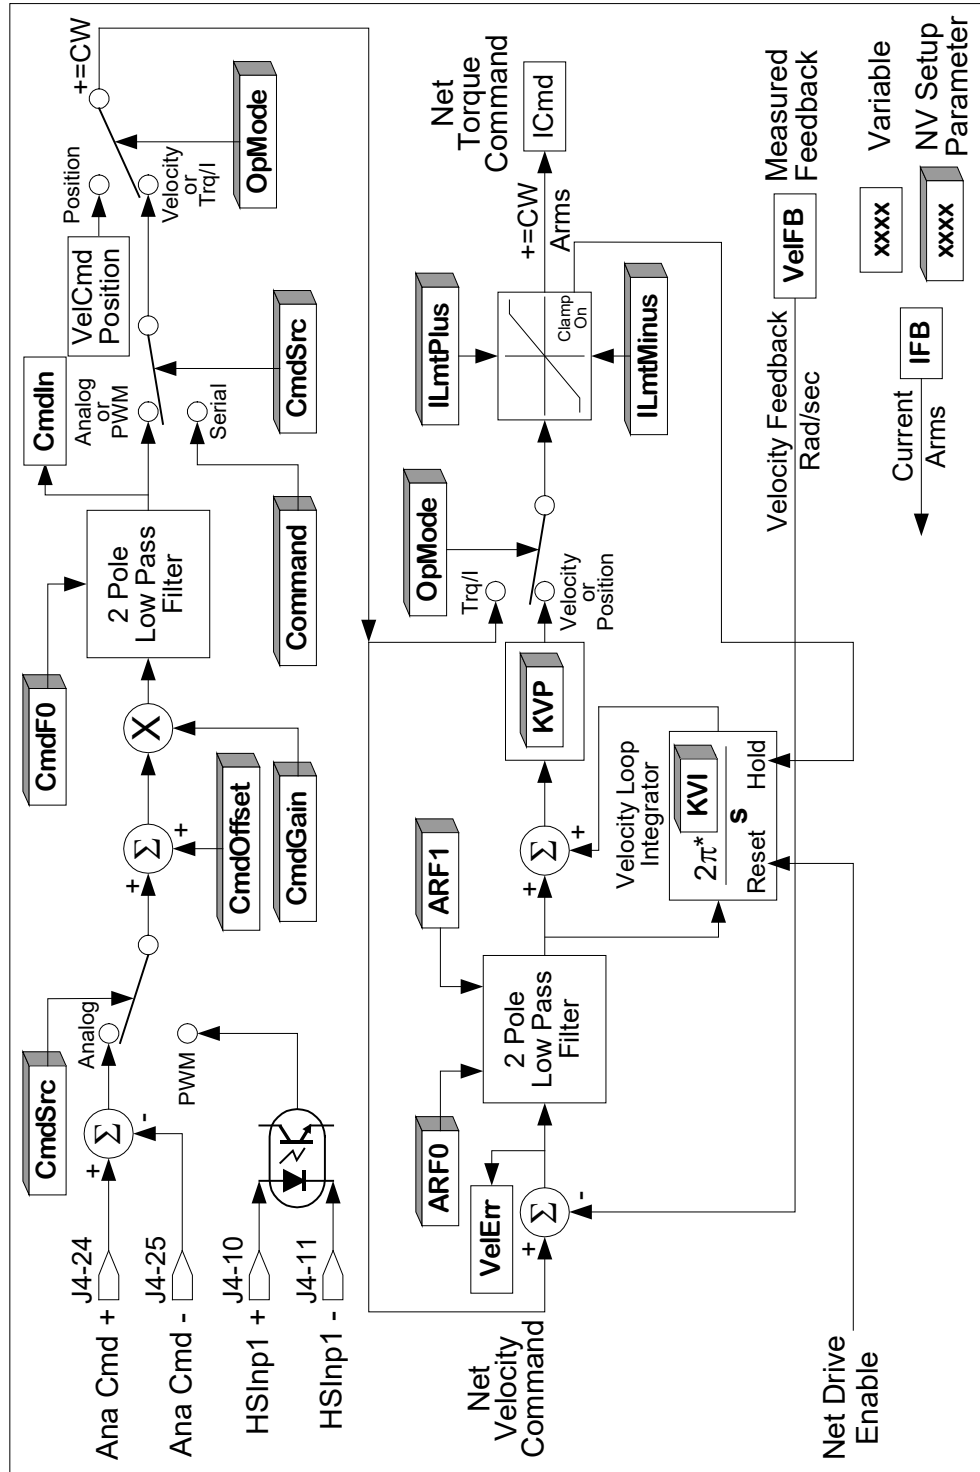 Ana Cmd +
J4-24
Ana Cmd -
J4-25
HSInp1 +
J4-10
HSInp1 -
J4-11
+
Σ
-
CmdSrc
Analog
PWM
+
Σ
+
CmdOffset
X
CmdGain
CmdF0
2 Pole
Low Pass
Filter
CmdIn
Analog
or
PWM
Serial
Command
CmdSrc
VelCmd
Position
Position
Velocity
or
Trq/I
OpMode
+=CW
Net
Velocity
Command
+
Σ
-
VelErr
ARF0
ARF1
2 Pole
Low Pass
Filter
+
Σ
+
Velocity Loop
Integrator
2π*
KVI
s
Reset
Hold
KVP
Trq/I
Velocity
or
Position
OpMode
ILmtPlus
Clamp
On
ILmtMinus
+=CW
Arms
Net
Torque
Command
ICmd
Net Drive
Enable
Velocity Feedback
Rad/sec
VelFB
Measured
Feedback
Current
Arms
IFB
xxxx
Variable
xxxx
NV Setup
Parameter